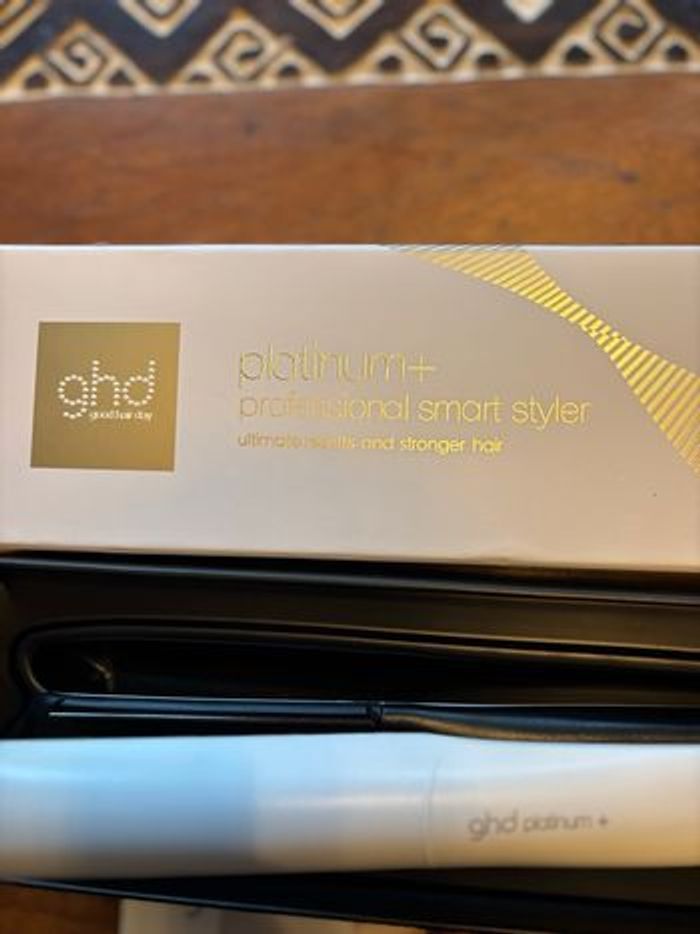 ghd
good hair day
platinum+
professional smart styler
ultimate results and stronger hair
ghd platinum+